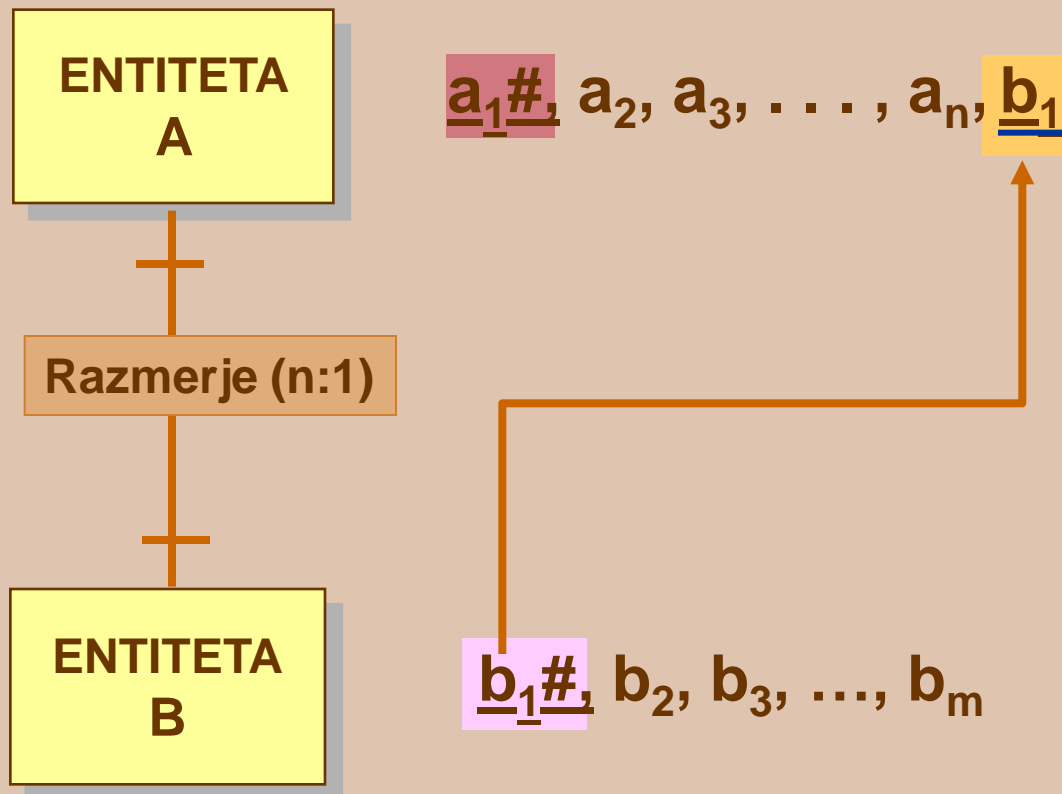 ENTITETA
A
a₁#, a₂, a₃, . . . , aₙ, b₁
Razmerje (n:1)
ENTITETA
B
b₁#, b₂, b₃, ..., bₘ